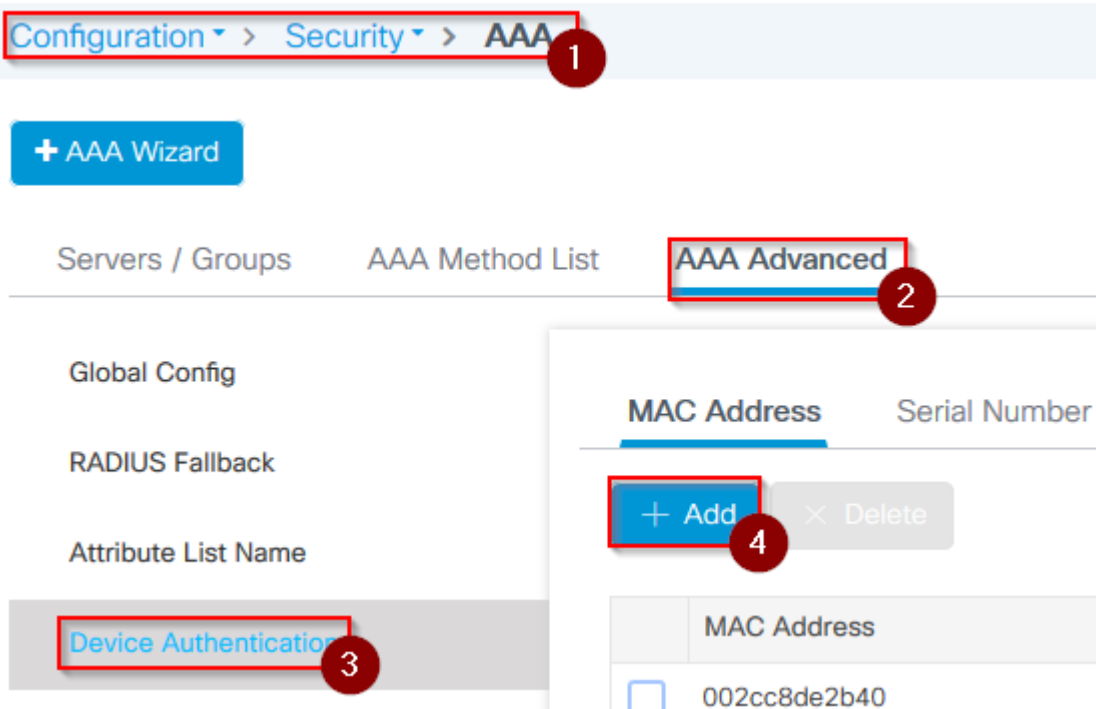 Configuration > Security > AAA
1
+ AAA Wizard
Servers / Groups AAA Method List AAA Advanced
2
Global Config
MAC Address Serial Number
RADIUS Fallback
+ Add × Delete
4
Attribute List Name
MAC Address
Device Authentication
3
002cc8de2b40